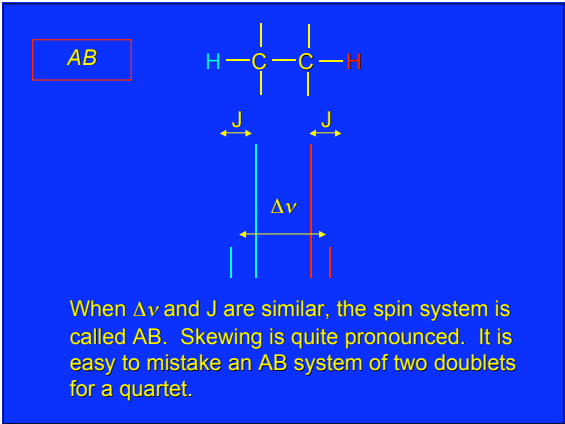 AB
H C C H
J J
Δν
When Δν and J are similar, the spin system is
called AB. Skewing is quite pronounced. It is
easy to mistake an AB system of two doublets
for a quartet.